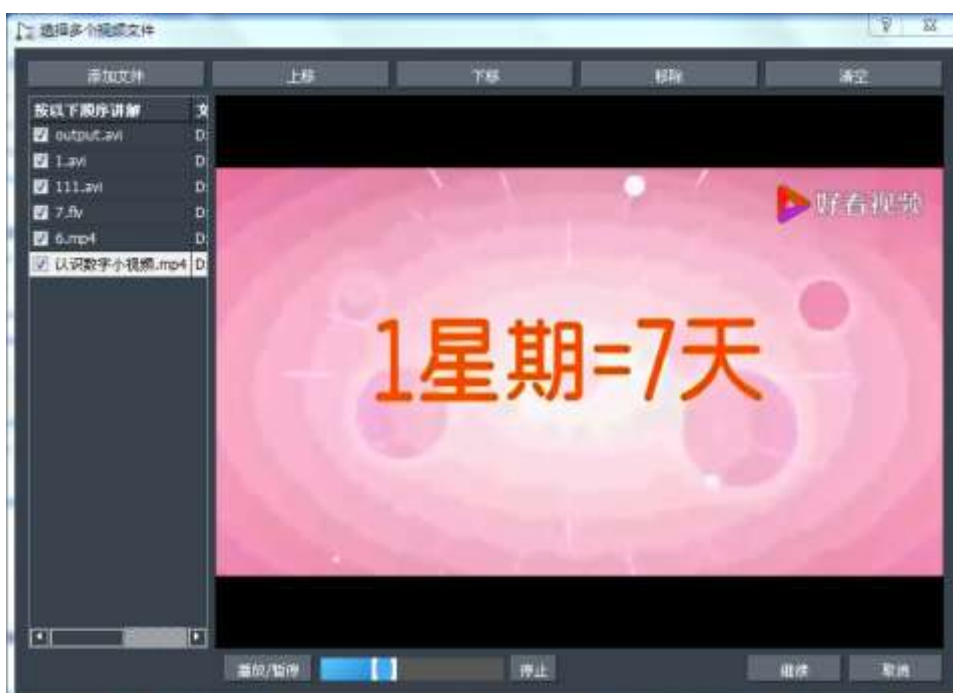 选择多个视频文件
添加文件 上移 下移 移除 清空
按以下顺序讲解 文
output.avi D:
1.avi D:
111.avi D:
7.flv D:
6.mp4 D:
认识数字小视频.mp4 D:
好看视频
1星期=7天
播放/暂停 停止 继续 取消